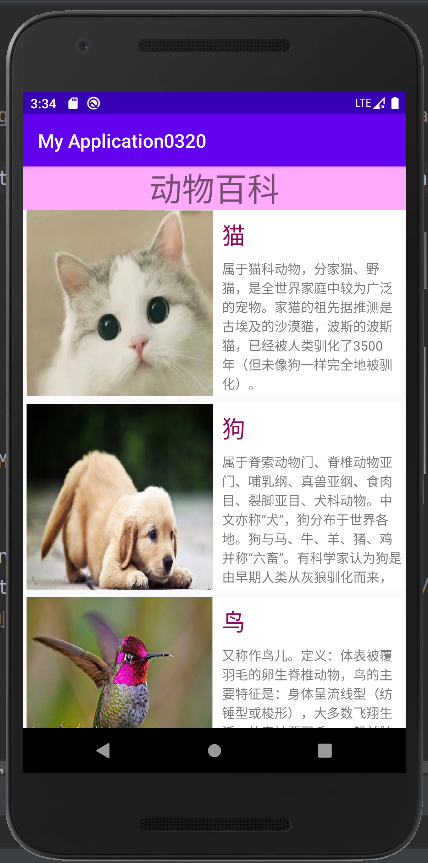 3:34
LTE
My Application0320
动物百科
猫
属于猫科动物，分家猫、野
猫，是全世界家庭中较为广泛
的宠物。家猫的祖先据推测是
古埃及的沙漠猫，波斯的波斯
猫，已经被人类驯化了3500
年（但未像狗一样完全地被驯
化）。
狗
属于脊索动物门、脊椎动物亚
门、哺乳纲、真兽亚纲、食肉
目、裂脚亚目、犬科动物。中
文亦称“犬”，狗分布于世界各
地。狗与马、牛、羊、猪、鸡
并称“六畜”。有科学家认为狗是
由早期人类从灰狼驯化而来，
鸟
又称作鸟儿。定义：体表被覆
羽毛的卵生脊椎动物，鸟的主
要特征是：身体呈流线型（纺
锤型或梭形），大多数飞翔生